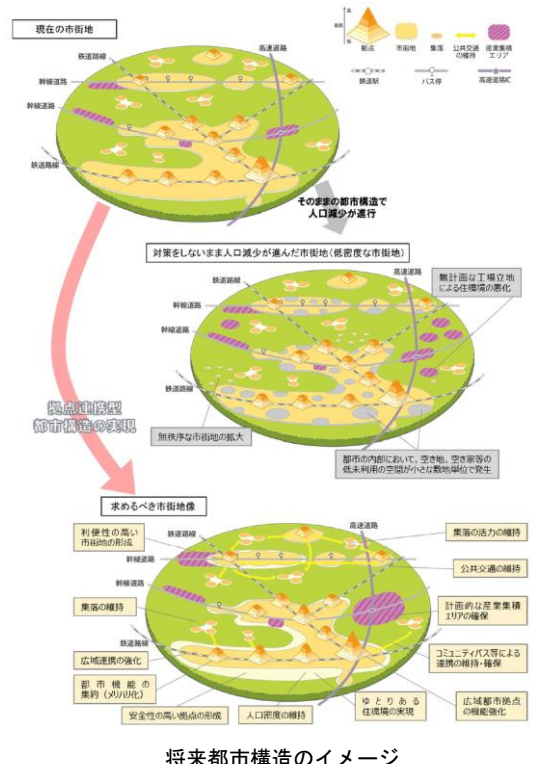 現在の市街地
高
密度
低
拠点
市街地
集落
公共交通
の維持
産業集積
エリア
鉄道駅
バス停
高速道路IC
鉄道路線
高速道路
幹線道路
幹線道路
鉄道路線
そのままの都市構造で
人口減少が進行
対策をしないまま人口減少が進んだ市街地(低密度な市街地)
高速道路
無計画な工場立地
による住環境の悪化
鉄道路線
幹線道路
幹線道路
鉄道路線
拠点連携型
都市構造の実現
無秩序な市街地の拡大
都市の内部において、空き地、空き家等の
低未利用の空間が小さな敷地単位で発生
求めるべき市街地像
利便性の高い
市街地の形成
鉄道路線
高速道路
集落の活力の維持
幹線道路
公共交通の維持
幹線道路
集落の維持
計画的な産業集積
エリアの確保
鉄道路線
広域連携の強化
コミュニティバス等による
連携の維持・確保
都市機能の
集約(メリハリ化)
安全性の高い拠点の形成
人口密度の維持
ゆとりある
住環境の実現
広域都市拠点
の機能強化
将来都市構造のイメージ